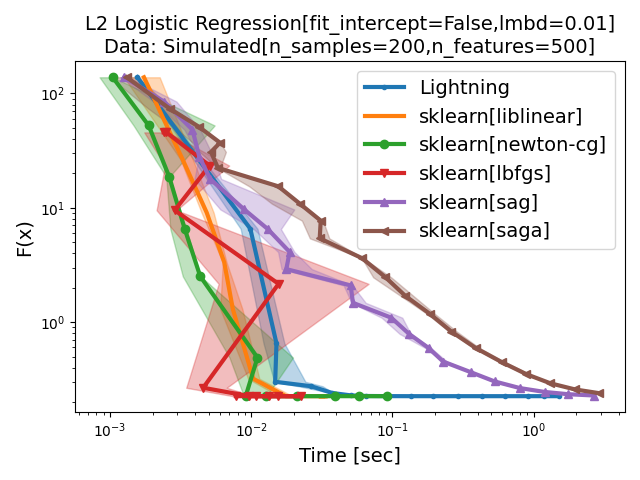 L2 Logistic Regression[fit_intercept=False,lmbd=0.01]
Data: Simulated[n_samples=200,n_features=500]
F(x)
10²
10¹
10⁰
Lightning
sklearn[liblinear]
sklearn[newton-cg]
sklearn[lbfgs]
sklearn[sag]
sklearn[saga]
10⁻³ 10⁻² 10⁻¹ 10⁰
Time [sec]